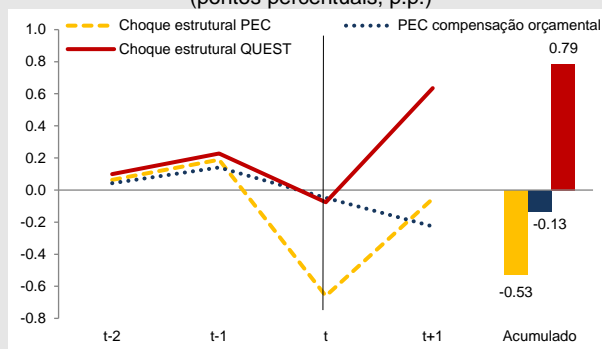 (pontos percentuais, p.p.)
Choque estrutural PEC
PEC compensação orçamental
Choque estrutural QUEST
1.0
0.8
0.6
0.4
0.2
0.0
-0.2
-0.4
-0.6
-0.8
0.79
-0.13
-0.53
t-2
t-1
t
t+1
Acumulado